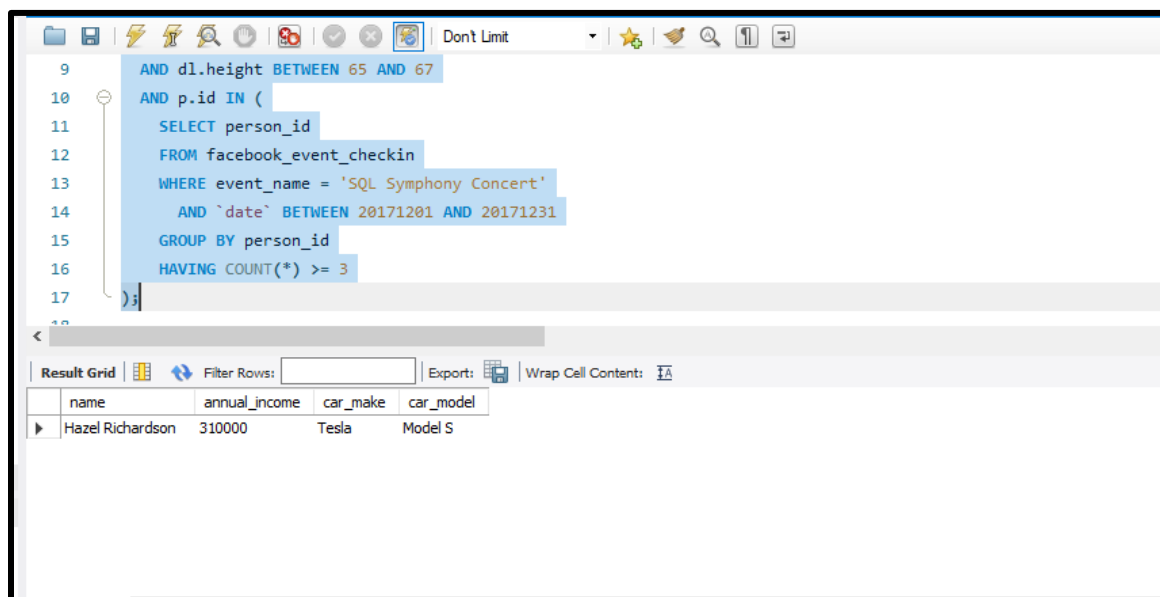 Don't Limit
9 AND dl.height BETWEEN 65 AND 67
10 AND p.id IN (
11 SELECT person_id
12 FROM facebook_event_checkin
13 WHERE event_name = 'SQL Symphony Concert'
14 AND `date` BETWEEN 20171201 AND 20171231
15 GROUP BY person_id
16 HAVING COUNT(*) >= 3
17 );
Result Grid Filter Rows: Export: Wrap Cell Content: IA
name annual_income car_make car_model
Hazel Richardson 310000 Tesla Model S